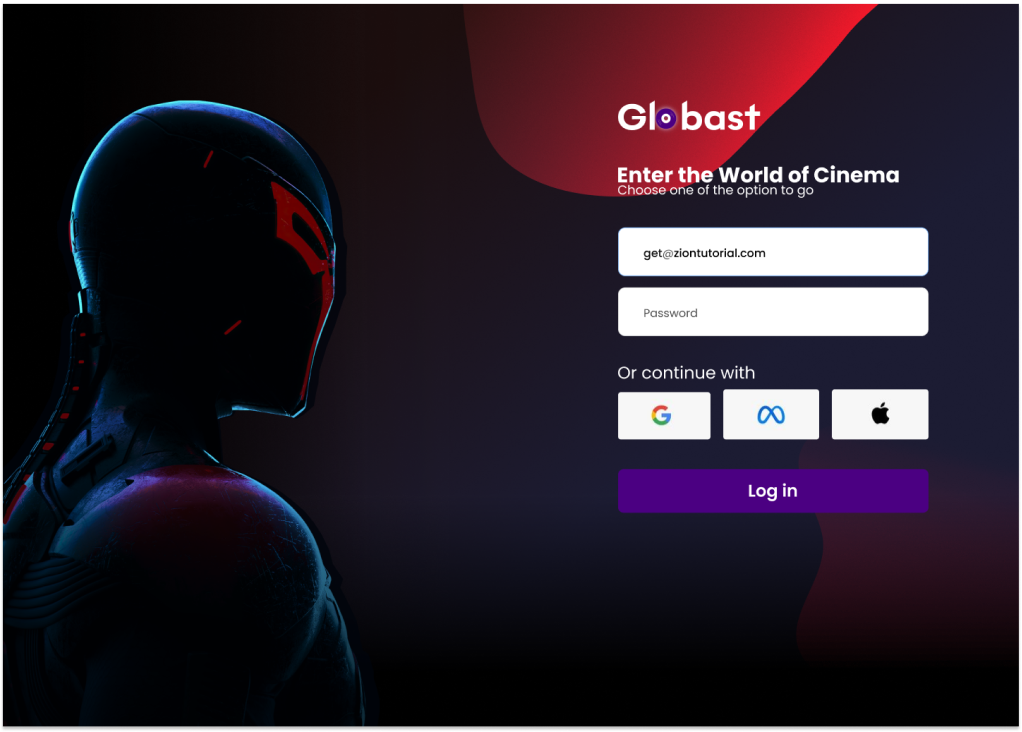 Globast
Enter the World of Cinema
Choose one of the option to go
get@ziontutorial.com
Password
Or continue with
Log in